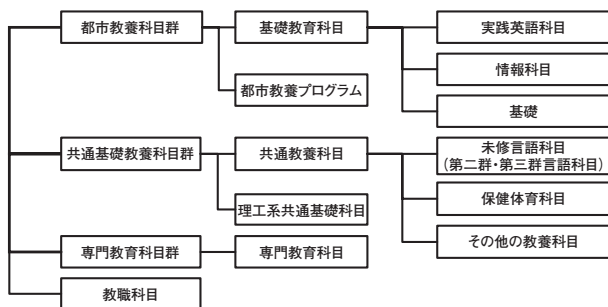 都市教養科目群
基礎教育科目
実践英語科目
情報科目
都市教養プログラム
基礎
共通基礎教養科目群
共通教養科目
未修言語科目
(第二群・第三群言語科目)
保健体育科目
理工系共通基礎科目
その他の教養科目
専門教育科目群
専門教育科目
教職科目